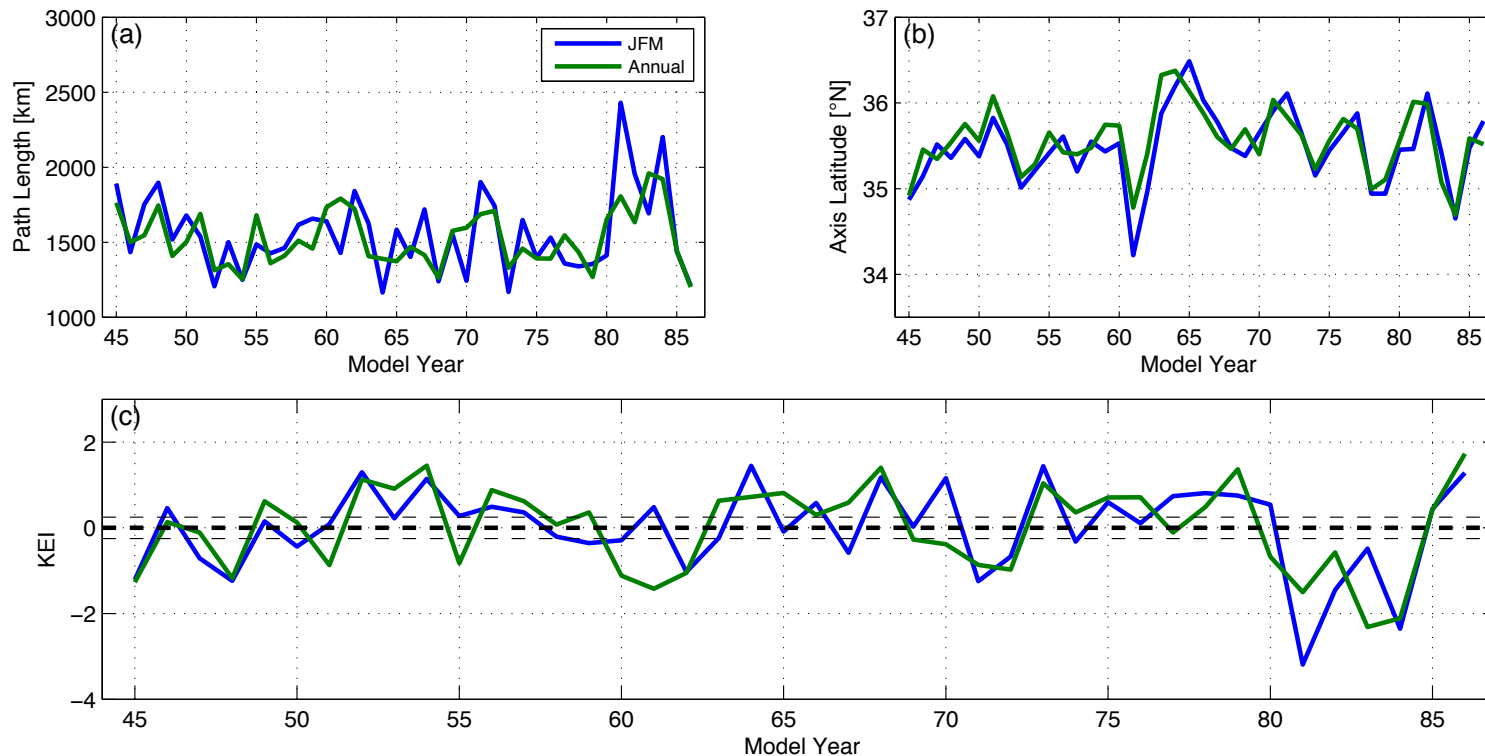 (a)
Path Length [km]
3000
2500
2000
1500
1000
JFM
Annual
45 50 55 60 65 70 75 80 85
Model Year
(b)
Axis Latitude [°N]
37
36
35
34
45 50 55 60 65 70 75 80 85
Model Year
(c)
KEI
2
0
−2
−4
45 50 55 60 65 70 75 80 85
Model Year